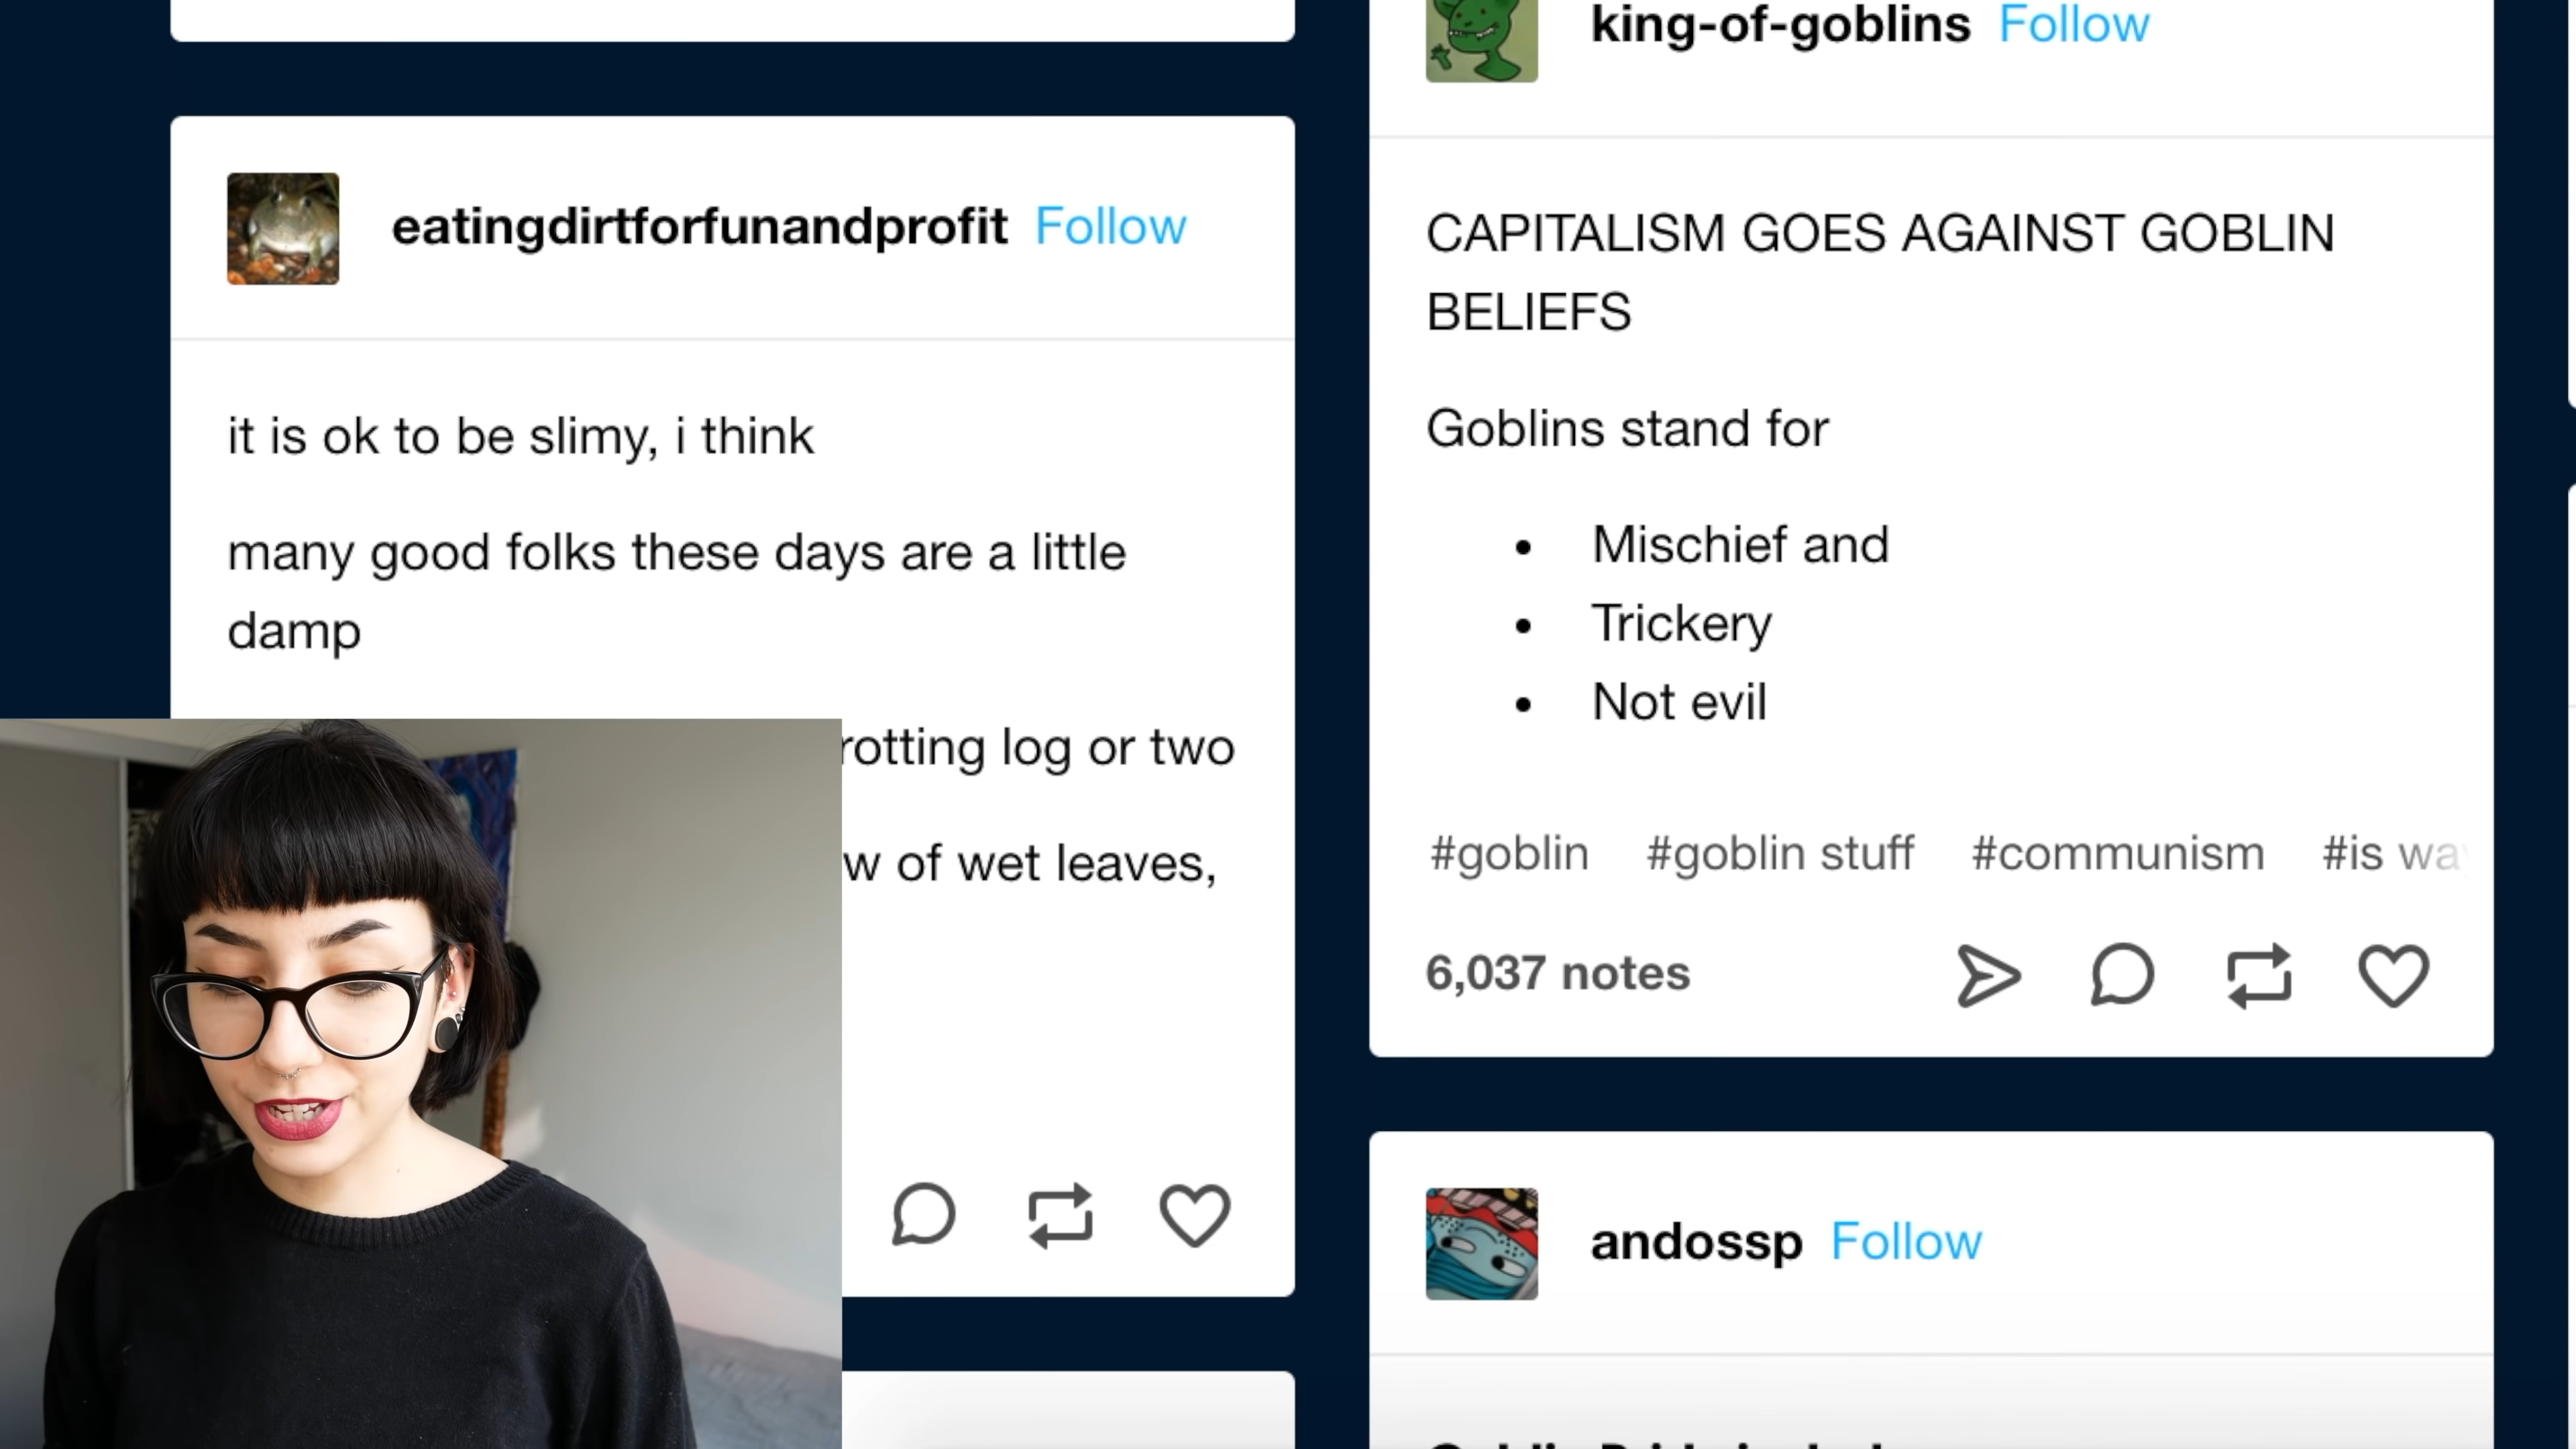 eatingdirtforfunandprofit Follow
it is ok to be slimy, i think
many good folks these days are a little
damp
rotting log or two
of wet leaves,
king-of-goblins Follow
CAPITALISM GOES AGAINST GOBLIN
BELIEFS
Goblins stand for
• Mischief and
• Trickery
• Not evil
#goblin #goblin stuff #communism #is
6,037 notes
andossp Follow